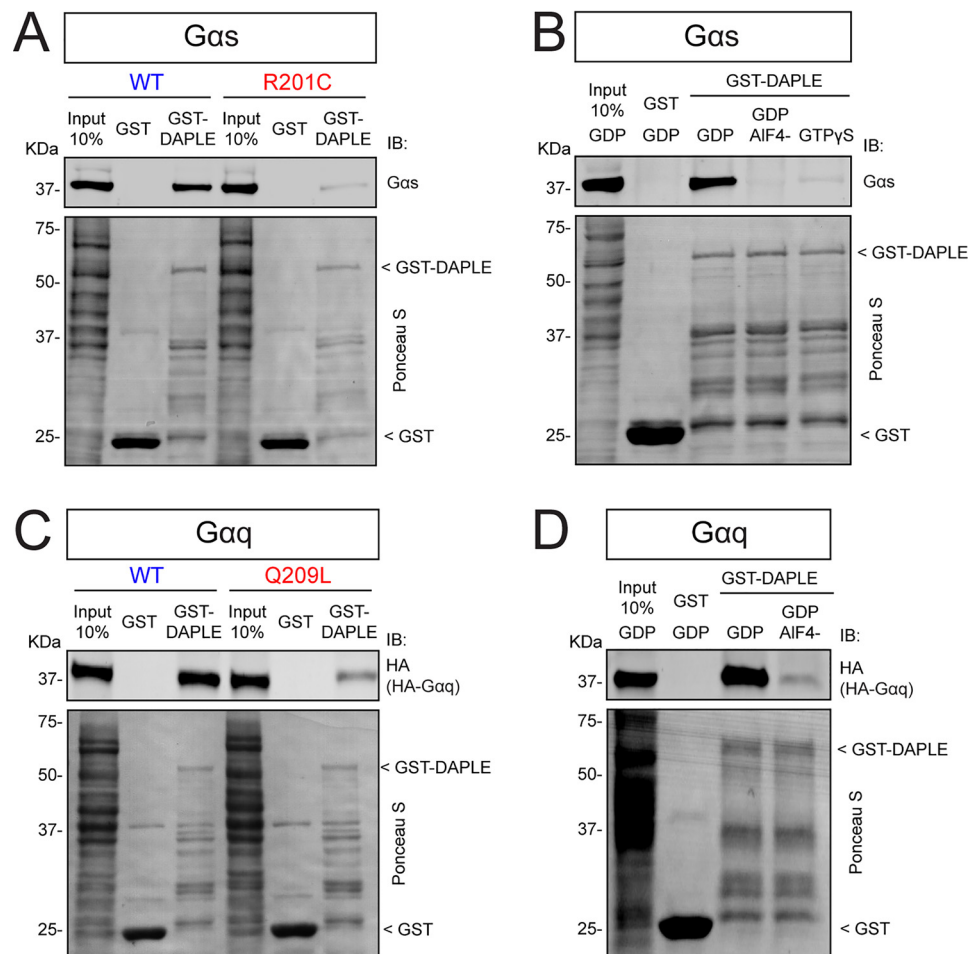 A
Gαs
WT R201C
Input 10% GST GST-DAPLE Input 10% GST GST-DAPLE
KDa IB:
37- Gαs
75-
< GST-DAPLE
50-
37-
Ponceau S
25- < GST
B
Gαs
GST-DAPLE
Input 10% GST GDP
GDP GDP GDP AlF4- GTPγS
KDa IB:
37- Gαs
75-
< GST-DAPLE
50-
37-
Ponceau S
25- < GST
C
Gαq
WT Q209L
Input 10% GST GST-DAPLE Input 10% GST GST-DAPLE
KDa IB:
37- HA
(HA-Gαq)
75-
< GST-DAPLE
50-
37-
Ponceau S
25- < GST
D
Gαq
GST-DAPLE
Input 10% GST GDP
GDP GDP GDP AlF4-
KDa IB:
37- HA
(HA-Gαq)
75-
< GST-DAPLE
50-
37-
Ponceau S
25- < GST